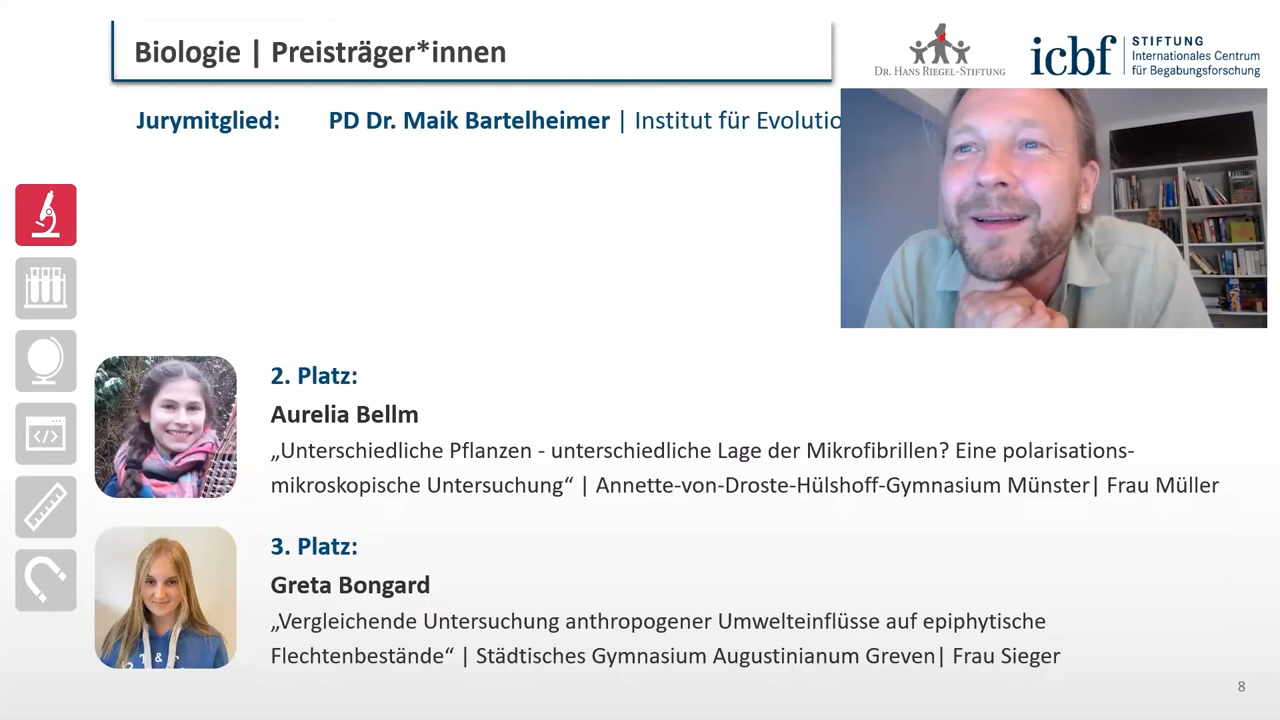 Biologie | Preisträger*innen
DR. HANS RIEGEL-STIFTUNG
icbf
STIFTUNG
Internationales Centrum
für Begabungsforschung
Jurymitglied: PD Dr. Maik Bartelheimer | Institut für Evolutio
</>
2. Platz:
Aurelia Bellm
„Unterschiedliche Pflanzen - unterschiedliche Lage der Mikrofibrillen? Eine polarisations-
mikroskopische Untersuchung“ | Annette-von-Droste-Hülshoff-Gymnasium Münster| Frau Müller
3. Platz:
Greta Bongard
„Vergleichende Untersuchung anthropogener Umwelteinflüsse auf epiphytische
Flechtenbestände“ | Städtisches Gymnasium Augustinianum Greven| Frau Sieger
8